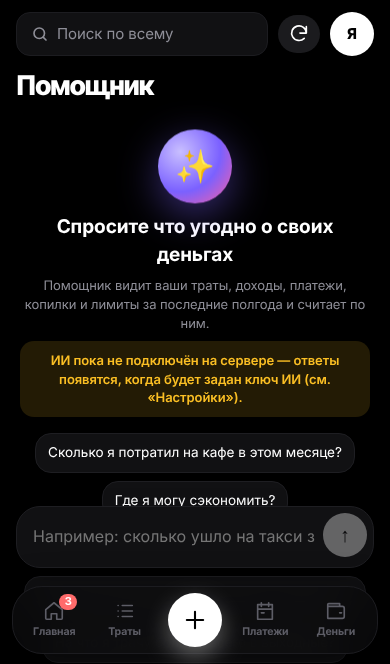 Поиск по всему
Я
Помощник
Спросите что угодно о своих
деньгах
Помощник видит ваши траты, доходы, платежи,
копилки и лимиты за последние полгода и считает по
ним.
ИИ пока не подключён на сервере — ответы
появятся, когда будет задан ключ ИИ (см.
«Настройки»).
Сколько я потратил на кафе в этом месяце?
Где я могу сэкономить?
Например: сколько ушло на такси з
↑
3
Главная
Траты
Платежи
Деньги